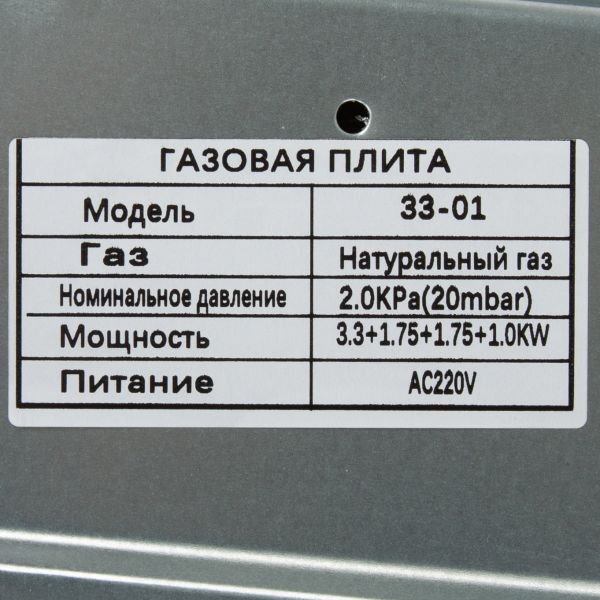 ГАЗОВАЯ ПЛИТА
Модель 33-01
Газ Натуральный газ
Номинальное давление 2.0KPa(20mbar)
Мощность 3.3+1.75+1.75+1.0KW
Питание AC220V